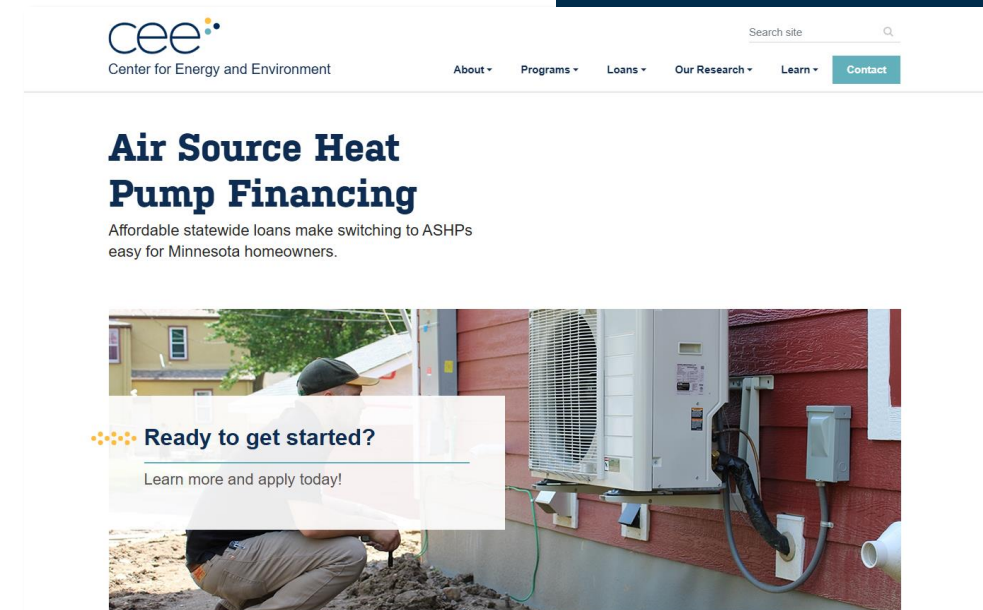 cee
Search site
Center for Energy and Environment
About
Programs
Loans
Our Research
Learn
Contact
Air Source Heat
Pump Financing
Affordable statewide loans make switching to ASHPs
easy for Minnesota homeowners.
Ready to get started?
Learn more and apply today!